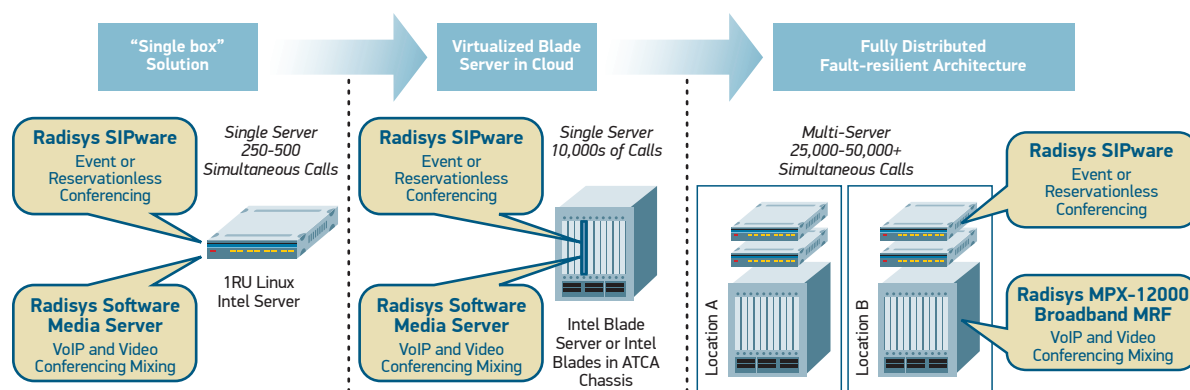 “Single box”
Solution
Virtualized Blade
Server in Cloud
Fully Distributed
Fault-resilient Architecture
Radisys SIPware
Event or
Reservationless
Conferencing
Single Server
250-500
Simultaneous Calls
1RU Linux
Intel Server
Radisys Software
Media Server
VoIP and Video
Conferencing Mixing
Radisys SIPware
Event or
Reservationless
Conferencing
Single Server
10,000s of Calls
Radisys Software
Media Server
VoIP and Video
Conferencing Mixing
Intel Blade
Server or Intel
Blades in ATCA
Chassis
Multi-Server
25,000-50,000+
Simultaneous Calls
Location A
Location B
Radisys SIPware
Event or
Reservationless
Conferencing
Radisys MPX-12000
Broadband MRF
VoIP and Video
Conferencing Mixing